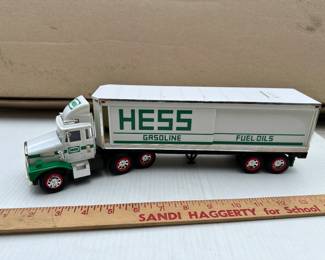 HESS
GASOLINE FUEL OILS
SANDI HAGGERTY for School